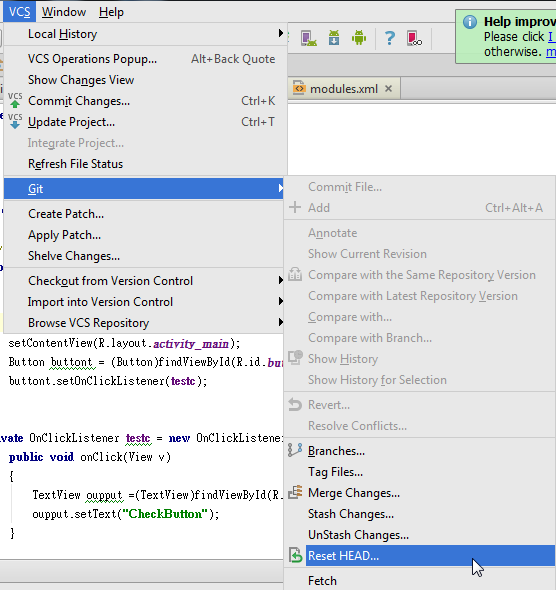 VCS Window Help
Help improv
Please click I
otherwise. m
Local History
VCS Operations Popup... Alt+Back Quote
Show Changes View
modules.xml
VCS Commit Changes... Ctrl+K
VCS Update Project... Ctrl+T
Integrate Project...
Refresh File Status
Git
Commit File...
Add Ctrl+Alt+A
Create Patch...
Apply Patch...
Annotate
Shelve Changes...
Show Current Revision
Checkout from Version Control
Compare with the Same Repository Version
Import into Version Control
Compare with Latest Repository Version
Browse VCS Repository
Compare with...
Compare with Branch...
setContentView(R.layout.activity_main);
Button buttont = (Button)findViewById(R.id.bu
Show History
buttont.setOnClickListener(testc);
Show History for Selection
Revert...
Resolve Conflicts...
vate OnClickListener testc = new OnClickListener
Branches...
public void onClick(View v)
Tag Files...
{
Merge Changes...
TextView oupput =(TextView)findViewById(R.
Stash Changes...
oupput.setText("CheckButton");
UnStash Changes...
}
Reset HEAD...
Fetch